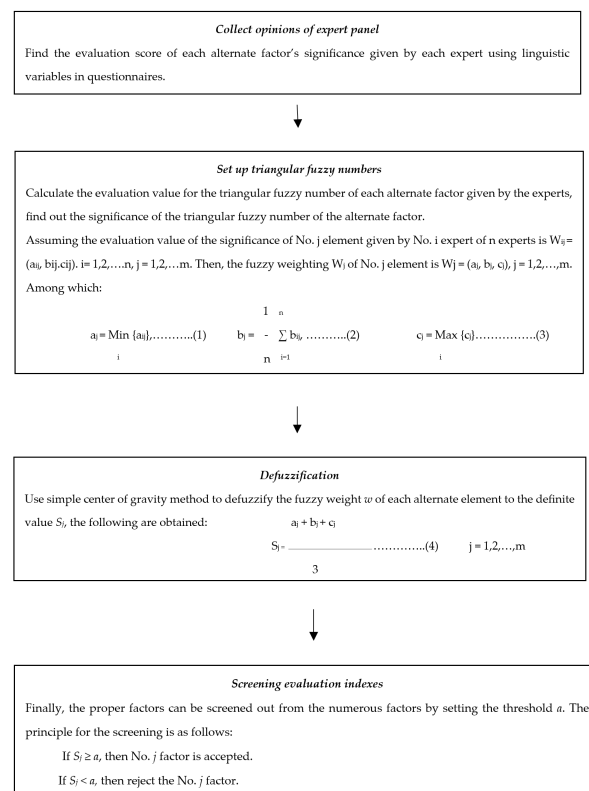 Collect opinions of expert panel
Find the evaluation score of each alternate factor's significance given by each expert using linguistic
variables in questionnaires.
Set up triangular fuzzy numbers
Calculate the evaluation value for the triangular fuzzy number of each alternate factor given by the experts,
find out the significance of the triangular fuzzy number of the alternate factor.
Assuming the evaluation value of the significance of No. j element given by No. i expert of n experts is Wij =
(aij, bij.cij). i= 1,2,….n, j = 1,2,…m. Then, the fuzzy weighting Wj of No. j element is Wj = (aj, bj, cj), j = 1,2,…,m.
Among which:
1 n
aj = Min {aij},………..(1) bj = - ∑ bij, ………..(2) cj = Max {cj}…………….(3)
i n i=1 i
Defuzzification
Use simple center of gravity method to defuzzify the fuzzy weight w of each alternate element to the definite
value Sj, the following are obtained: aj + bj + cj
Sj = …………..(4) j = 1,2,…,m
3
Screening evaluation indexes
Finally, the proper factors can be screened out from the numerous factors by setting the threshold a. The
principle for the screening is as follows:
If Sj ≥ a, then No. j factor is accepted.
If Sj < a, then reject the No. j factor.